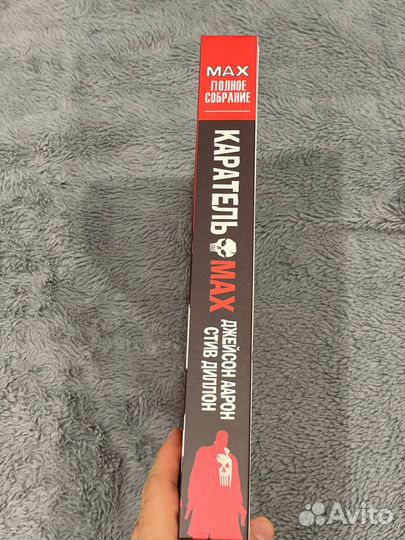 MAX
ПОЛНОЕ
СОБРАНИЕ
КАРАТЕЛЬ MAX
ДЖЕЙСОН ААРОН
СТИВ ДИЛЛОН
Avito